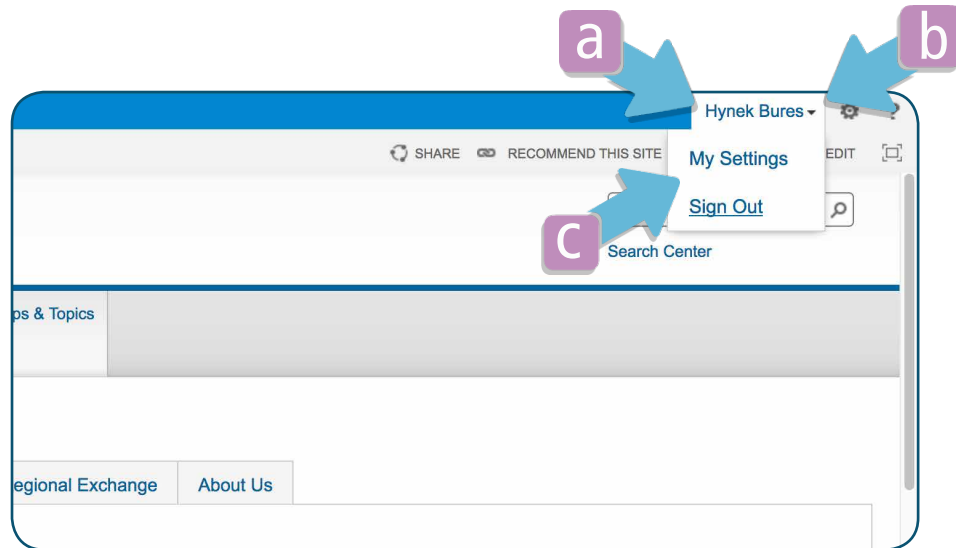 a
b
Hynek Bures
SHARE RECOMMEND THIS SITE EDIT
My Settings
Sign Out
C
Search Center
ps & Topics
egional Exchange About Us